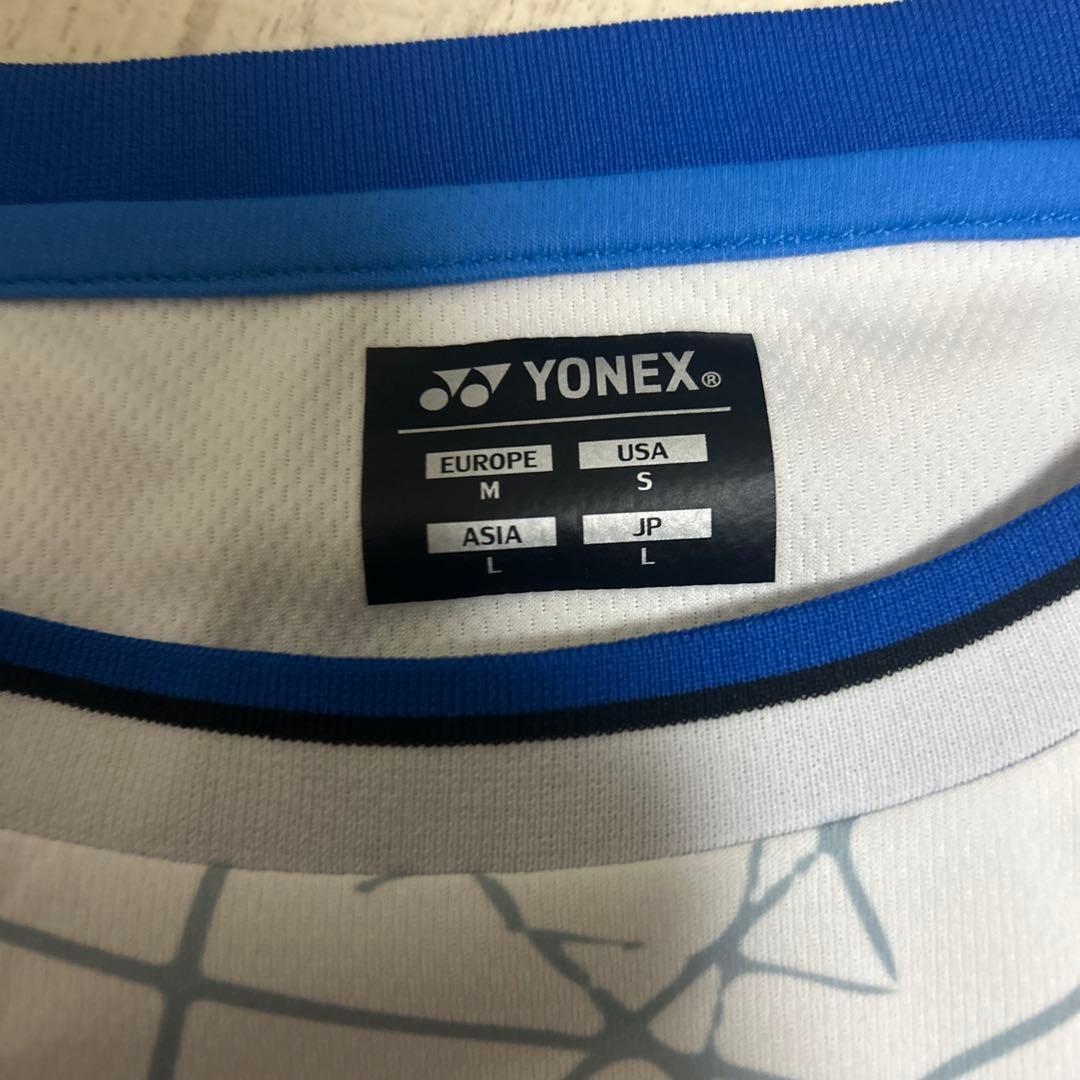 YONEX®
EUROPE USA
M S
ASIA JP
L L